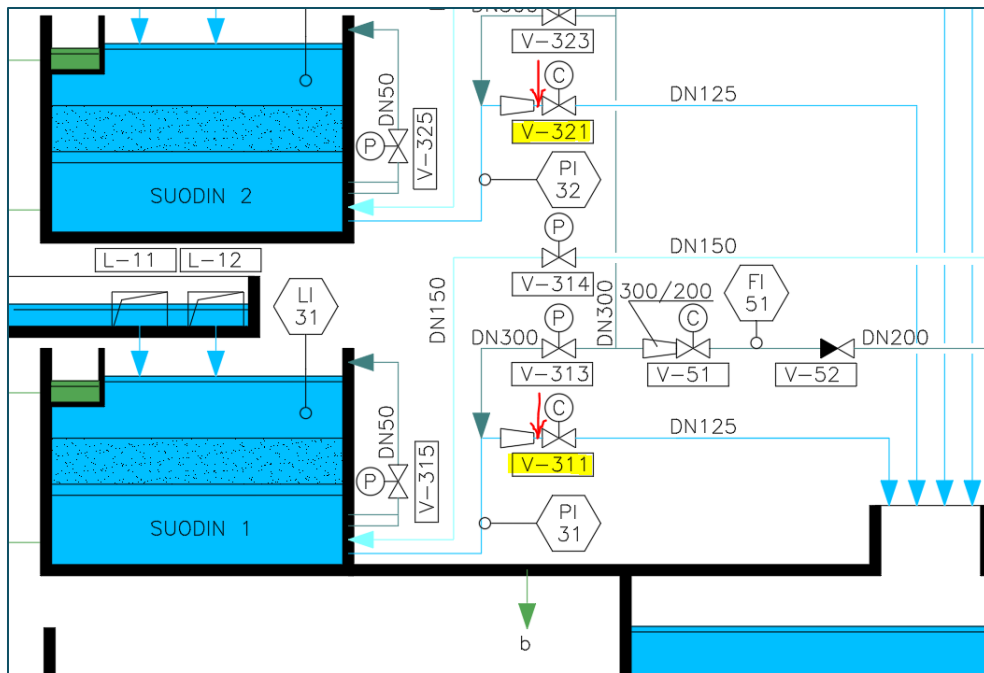 V-323
C
DN125
V-321
DN50
P
V-325
PI
32
SUODIN 2
P
DN150
V-314
L-11
L-12
LI
31
DN150
DN300
300/200
FI
51
C
P
DN300
DN200
V-313
V-51
V-52
C
DN125
V-311
DN50
P
V-315
PI
31
SUODIN 1
b